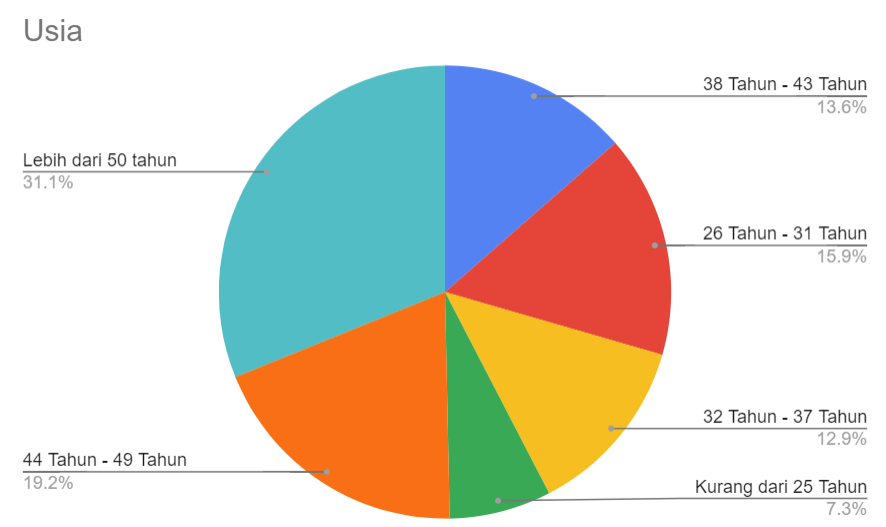 Usia
38 Tahun - 43 Tahun
13.6%
Lebih dari 50 tahun
31.1%
26 Tahun - 31 Tahun
15.9%
32 Tahun - 37 Tahun
12.9%
44 Tahun - 49 Tahun
19.2%
Kurang dari 25 Tahun
7.3%